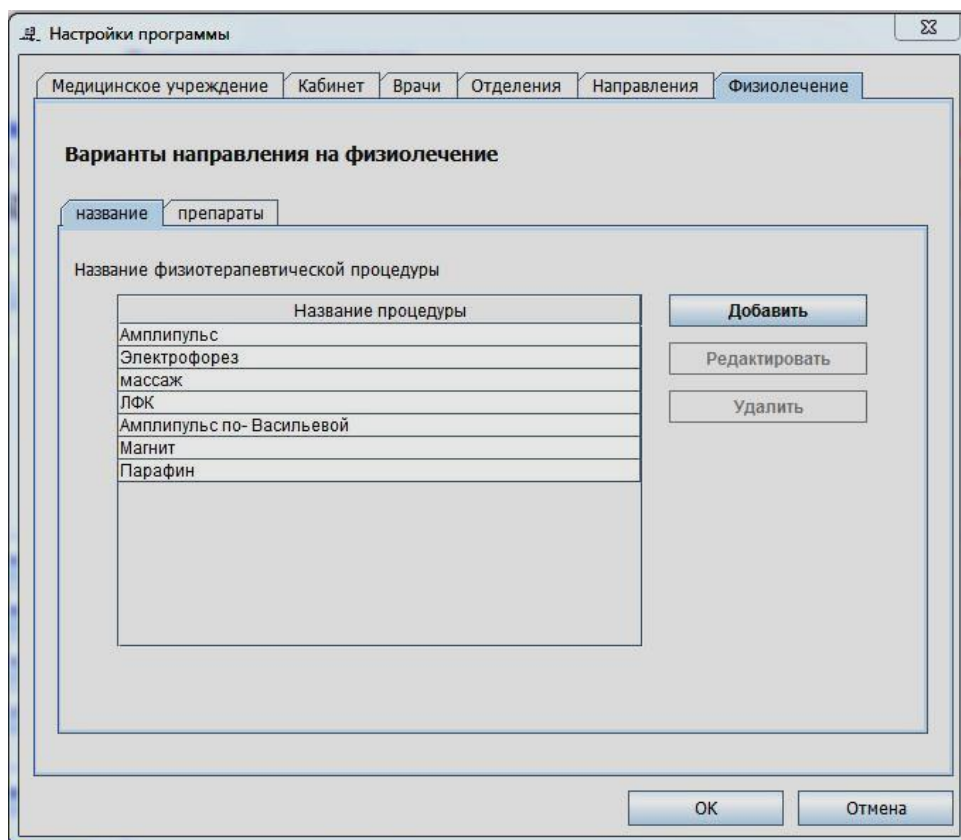 Настройки программы
Медицинское учреждение Кабинет Врачи Отделения Направления Физиолечение
Варианты направления на физиолечение
название препараты
Название физиотерапевтической процедуры
Название процедуры
Добавить
Амплипульс
Электрофорез
Редактировать
массаж
ЛФК
Удалить
Амплипульс по- Васильевой
Магнит
Парафин
OK Отмена